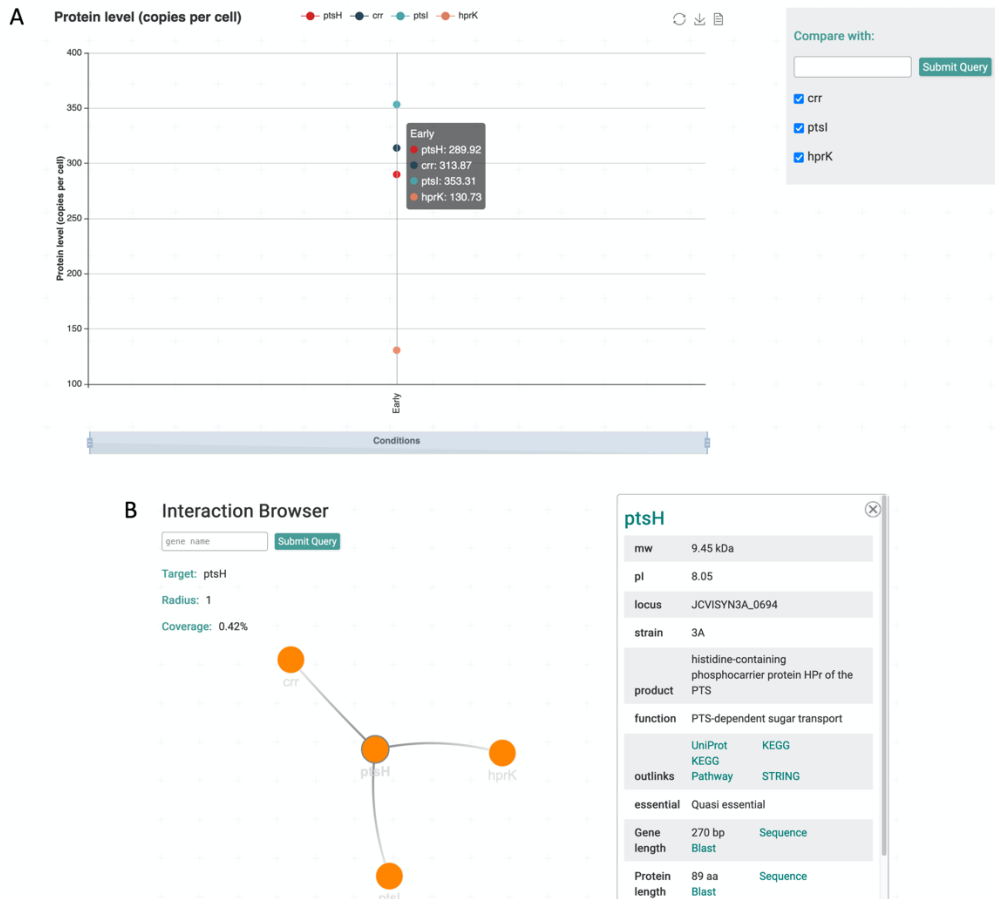 A
Protein level (copies per cell)
ptsH crr ptsI hprK
Compare with:
Submit Query
crr
ptsI
hprK
400
350
300
250
200
150
100
Protein level (copies per cell)
Early
ptsH: 289.92
crr: 313.87
ptsI: 353.31
hprK: 130.73
Early
Conditions
B
Interaction Browser
gene name Submit Query
Target: ptsH
Radius: 1
Coverage: 0.42%
crr
ptsH
hprK
ptsI
ptsH
mw 9.45 kDa
pI 8.05
locus JCVISYN3A_0694
strain 3A
histidine-containing
phosphocarrier protein HPr of the
product PTS
function PTS-dependent sugar transport
UniProt KEGG
KEGG
outlinks Pathway STRING
essential Quasi essential
Gene 270 bp Sequence
length Blast
Protein 89 aa Sequence
length Blast